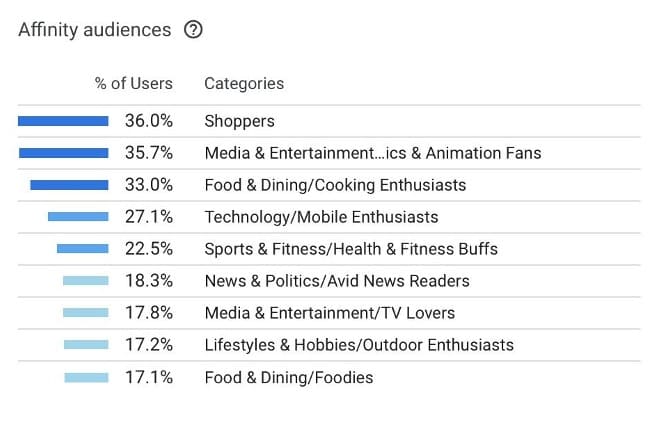 Affinity audiences ?
% of Users Categories
36.0% Shoppers
35.7% Media & Entertainment...ics & Animation Fans
33.0% Food & Dining/Cooking Enthusiasts
27.1% Technology/Mobile Enthusiasts
22.5% Sports & Fitness/Health & Fitness Buffs
18.3% News & Politics/Avid News Readers
17.8% Media & Entertainment/TV Lovers
17.2% Lifestyles & Hobbies/Outdoor Enthusiasts
17.1% Food & Dining/Foodies